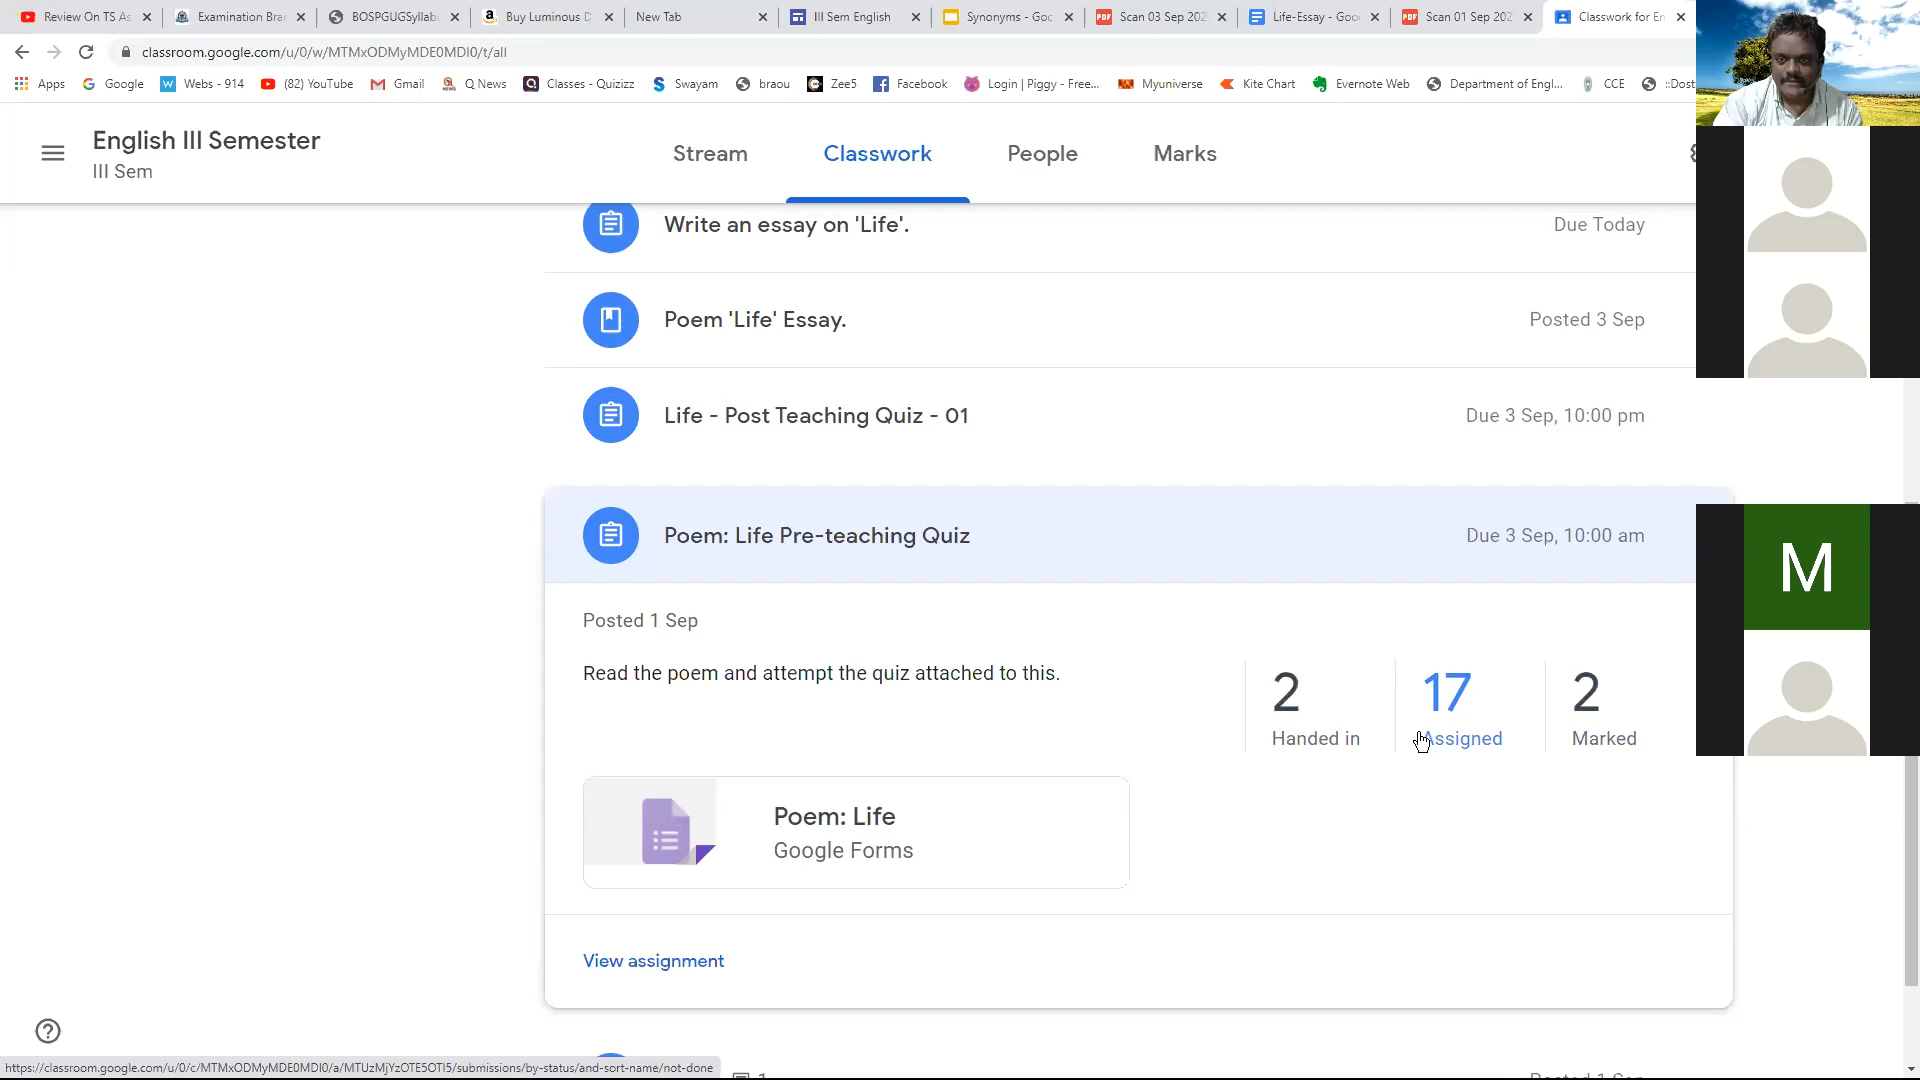 Review On TS As
Examination Bra
BOSPGUGSyllab
Buy Luminous D
New Tab
III Sem English
Synonyms - Goo
Scan 03 Sep 202
Life-Essay - Goo
Scan 01 Sep 202
Classwork for En
classroom.google.com/u/0/w/MTMxODMyMDE0MDI0/t/all
Apps
Google
Webs - 914
(82) YouTube
Gmail
Q News
Classes - Quizizz
Swayam
braou
Zee5
Facebook
Login | Piggy - Free...
Myuniverse
Kite Chart
Evernote Web
Department of Engl...
CCE
::Dost
English III Semester
III Sem
Stream
Classwork
People
Marks
Write an essay on 'Life'.
Due Today
Poem 'Life' Essay.
Posted 3 Sep
Life - Post Teaching Quiz - 01
Due 3 Sep, 10:00 pm
Poem: Life Pre-teaching Quiz
Due 3 Sep, 10:00 am
M
Posted 1 Sep
Read the poem and attempt the quiz attached to this.
2
Handed in
17
Assigned
2
Marked
Poem: Life
Google Forms
View assignment
https://classroom.google.com/u/0/c/MTMxODMyMDE0MDI0/a/MTUzMjYzOTE5OTI5/submissions/by-status/and-sort-name/not-done
1
Posted 1 Sep